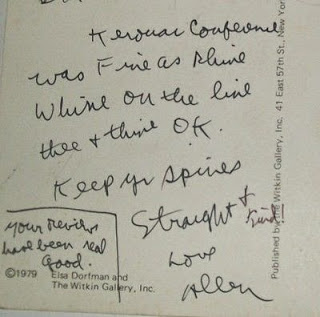 Kerouac Conference
was Fine as Rhine
Whine on the line
thee + thine OK.
Keep yr spines
Straight + kind!!
Love
Allen
Your reviews
have been real
good.
©1979 Elsa Dorfman and
The Witkin Gallery, Inc.
Published by The Witkin Gallery, Inc. 41 East 57th St., New York